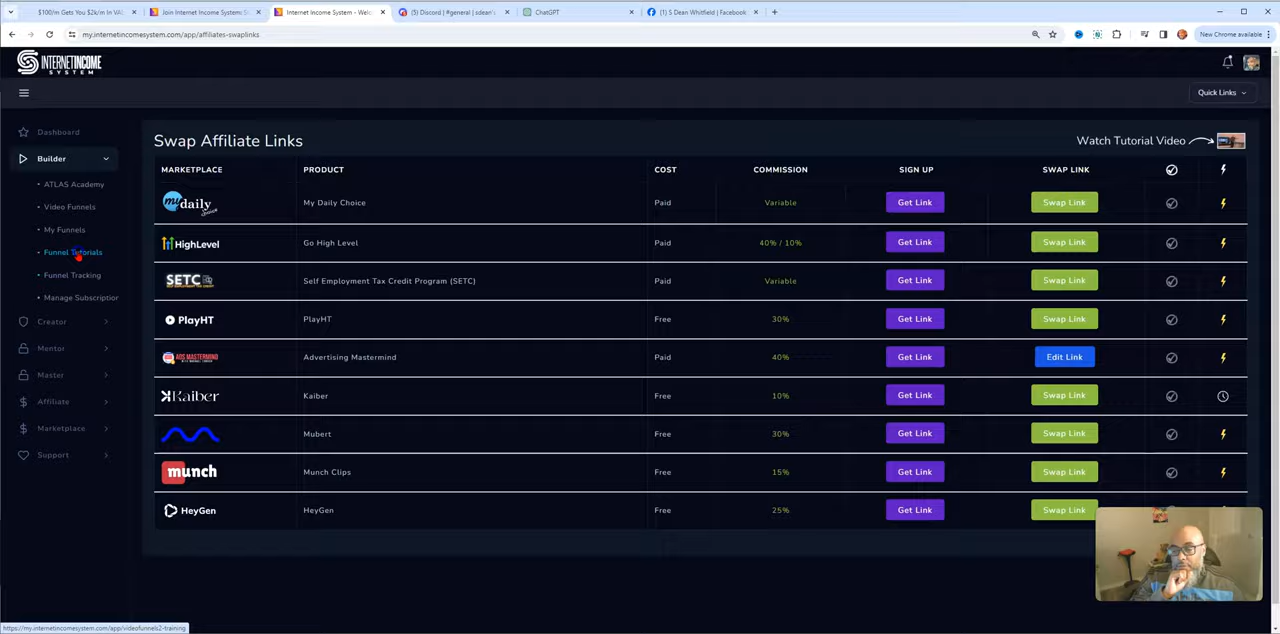 $100/m Gets You $2k/m In VA
Join Internet Income System: S
Internet Income System - Welc
(5) Discord | #general | sdean's
ChatGPT
(1) S Dean Whitfield | Facebook
my.internetincomesystem.com/app/affiliates-swaplinks
New Chrome available
INTERNETINCOME
SYSTEM
Quick Links
Dashboard
Builder
ATLAS Academy
Video Funnels
My Funnels
Funnel Tutorials
Funnel Tracking
Manage Subscription
Creator
Mentor
Master
Affiliate
Marketplace
Support
Swap Affiliate Links
Watch Tutorial Video
MARKETPLACE PRODUCT COST COMMISSION SIGN UP SWAP LINK
my daily choice My Daily Choice Paid Variable Get Link Swap Link
HighLevel Go High Level Paid 40% / 10% Get Link Swap Link
SETC Self Employment Tax Credit Program (SETC) Paid Variable Get Link Swap Link
PlayHT PlayHT Free 30% Get Link Swap Link
ADS MASTERMIND Advertising Mastermind Paid 40% Get Link Edit Link
Kaiber Kaiber Free 10% Get Link Swap Link
Mubert Free 30% Get Link Swap Link
munch Munch Clips Free 15% Get Link Swap Link
HeyGen HeyGen Free 25% Get Link Swap Link
https://my.internetincomesystem.com/app/videofunnels2-training